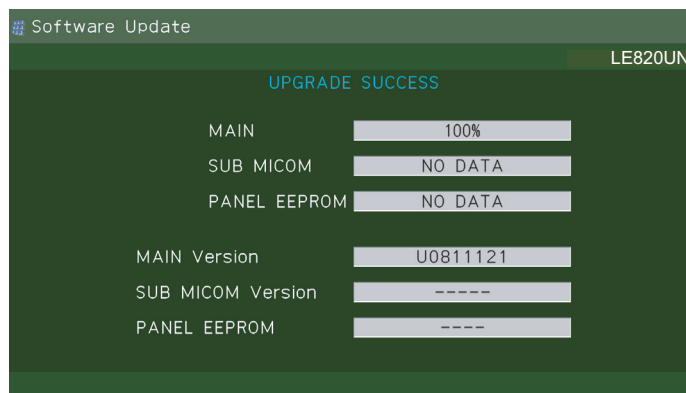 Software Update
LE820UN
UPGRADE SUCCESS
MAIN 100%
SUB MICOM NO DATA
PANEL EEPROM NO DATA
MAIN Version U0811121
SUB MICOM Version -----
PANEL EEPROM ----